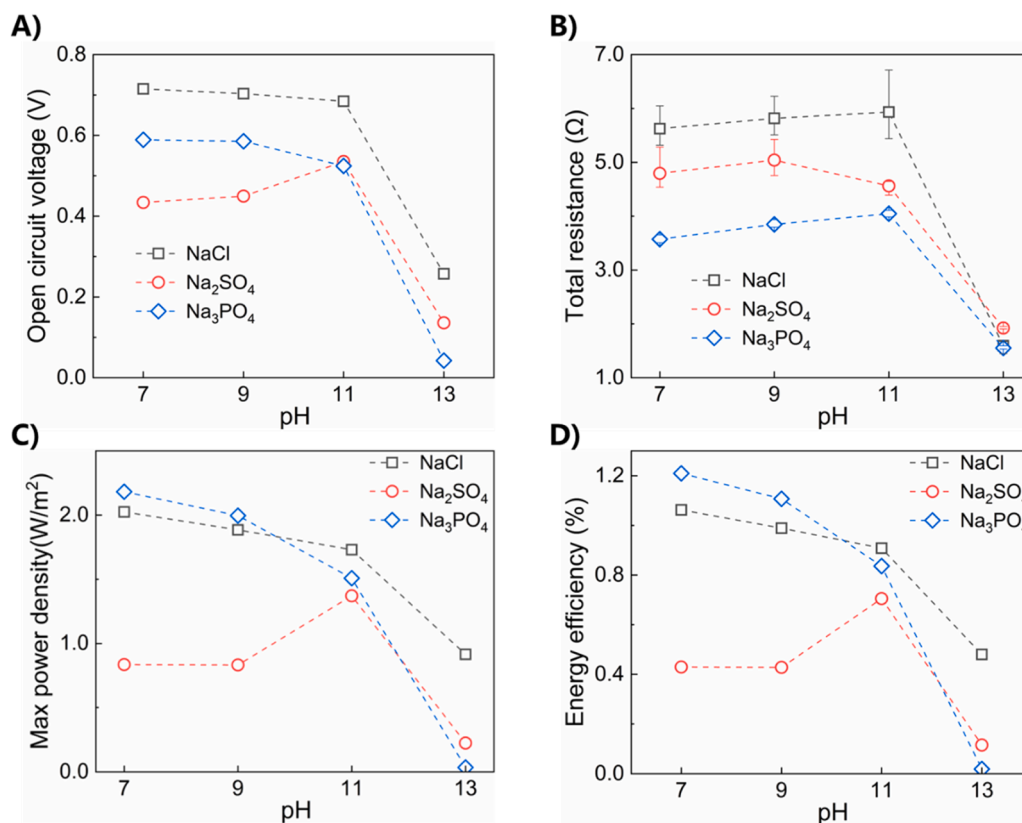 A)
0.8
0.6
0.4
0.2
0.0
Open circuit voltage (V)
NaCl
Na₂SO₄
Na₃PO₄
7 9 11 13
pH
B)
7.0
5.0
3.0
1.0
Total resistance (Ω)
NaCl
Na₂SO₄
Na₃PO₄
7 9 11 13
pH
C)
2.0
1.0
0.0
Max power density(W/m²)
NaCl
Na₂SO₄
Na₃PO₄
7 9 11 13
pH
D)
1.2
0.8
0.4
0.0
Energy efficiency (%)
NaCl
Na₂SO
Na₃PO
7 9 11 13
pH